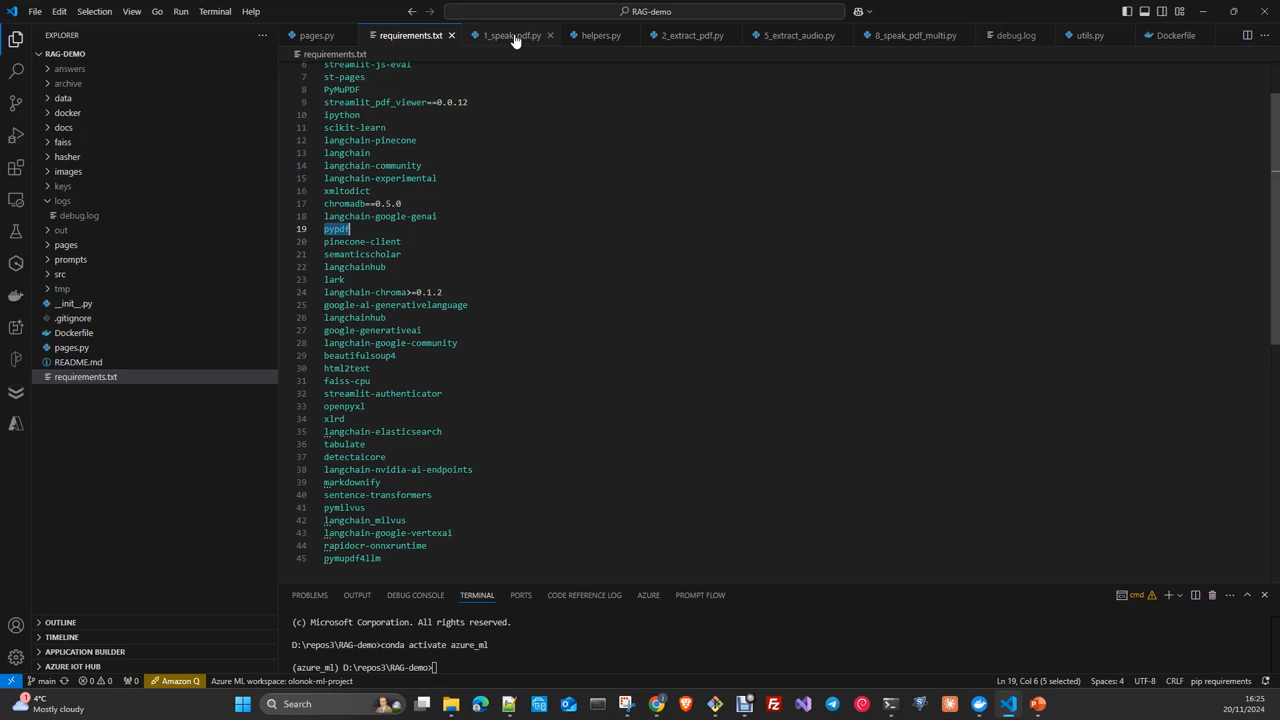 File Edit Selection View Go Run Terminal Help
RAG-demo
EXPLORER
pages.py
requirements.txt
1_speak_pdf.py
helpers.py
2_extract_pdf.py
5_extract_audio.py
8_speak_pdf_multi.py
debug.log
utils.py
Dockerfile
RAG-DEMO
answers
archive
data
docker
docs
faiss
hasher
images
keys
logs
debug.log
out
pages
prompts
src
tmp
__init__.py
.gitignore
Dockerfile
pages.py
README.md
requirements.txt
OUTLINE
TIMELINE
APPLICATION BUILDER
AZURE IOT HUB
requirements.txt
6 streamlit-js-eval
7 st-pages
8 PyMuPDF
9 streamlit_pdf_viewer==0.0.12
10 ipython
11 scikit-learn
12 langchain-pinecone
13 langchain
14 langchain-community
15 langchain-experimental
16 xmltodict
17 chromadb==0.5.0
18 langchain-google-genai
19 pypdf
20 pinecone-client
21 semanticscholar
22 langchainhub
23 lark
24 langchain-chroma>=0.1.2
25 google-ai-generativelanguage
26 langchainhub
27 google-generativeai
28 langchain-google-community
29 beautifulsoup4
30 html2text
31 faiss-cpu
32 streamlit-authenticator
33 openpyxl
34 xlrd
35 langchain-elasticsearch
36 tabulate
37 detectaicore
38 langchain-nvidia-ai-endpoints
39 markdownify
40 sentence-transformers
41 pymilvus
42 langchain_milvus
43 langchain-google-vertexai
44 rapidocr-onnxruntime
45 pymupdf4llm
PROBLEMS OUTPUT DEBUG CONSOLE TERMINAL PORTS CODE REFERENCE LOG AZURE PROMPT FLOW
cmd
(c) Microsoft Corporation. All rights reserved.
D:\repos3\RAG-demo>conda activate azure_ml
(azure_ml) D:\repos3\RAG-demo>
main 0 0 0 Amazon Q Azure ML workspace: olonok-ml-project
Ln 19, Col 6 (5 selected) Spaces: 4 UTF-8 CRLF pip requirements
1
4°C
Mostly cloudy
Search
16:25
20/11/2024